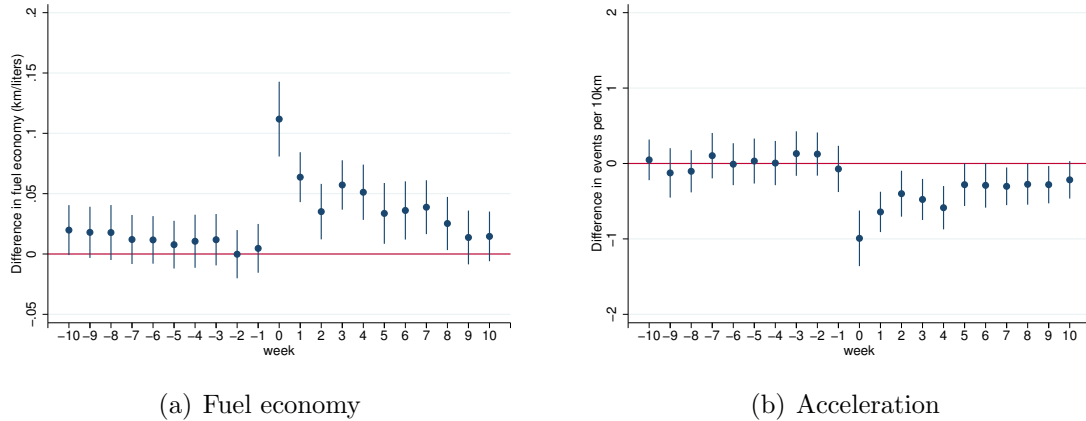 Difference in fuel economy (km/liters)
.2
.15
.1
.05
0
-.05
−10 −9 −8 −7 −6 −5 −4 −3 −2 −1 0 1 2 3 4 5 6 7 8 9 10
week
(a) Fuel economy
Difference in events per 10km
2
1
0
−1
−2
−10 −9 −8 −7 −6 −5 −4 −3 −2 −1 0 1 2 3 4 5 6 7 8 9 10
week
(b) Acceleration